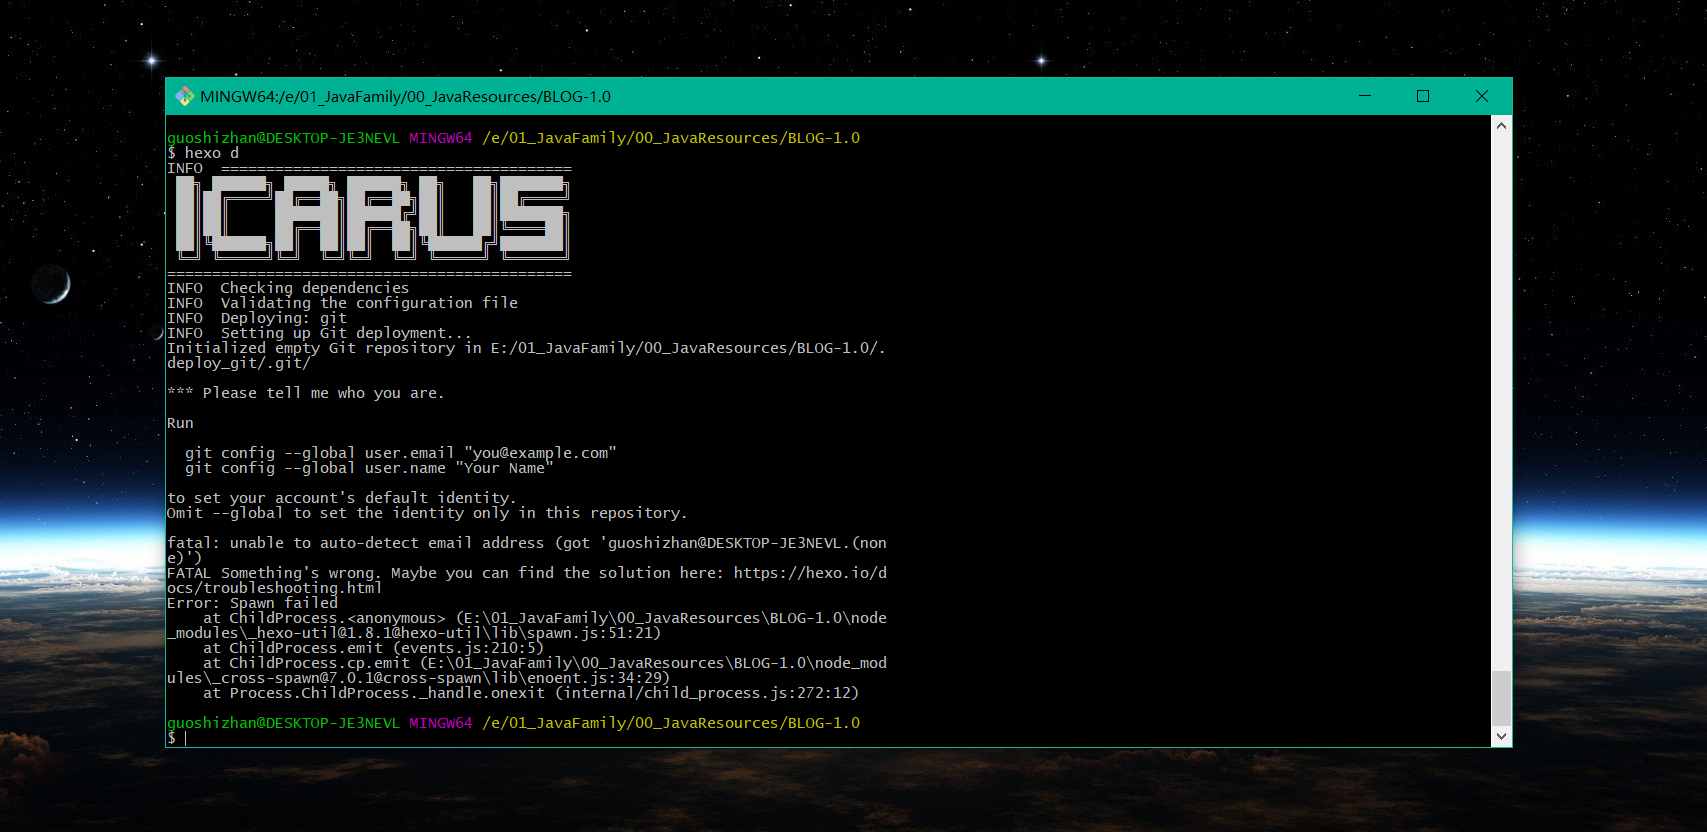 MINGW64:/e/01_JavaFamily/00_JavaResources/BLOG-1.0
guoshizhan@DESKTOP-JE3NEVL MINGW64 /e/01_JavaFamily/00_JavaResources/BLOG-1.0
$ hexo d
INFO  =======================================
ICARUS
=============================================
INFO  Checking dependencies
INFO  Validating the configuration file
INFO  Deploying: git
INFO  Setting up Git deployment...
Initialized empty Git repository in E:/01_JavaFamily/00_JavaResources/BLOG-1.0/.
deploy_git/.git/
*** Please tell me who you are.
Run
  git config --global user.email "you@example.com"
  git config --global user.name "Your Name"
to set your account's default identity.
Omit --global to set the identity only in this repository.
fatal: unable to auto-detect email address (got 'guoshizhan@DESKTOP-JE3NEVL.(non
e)')
FATAL Something's wrong. Maybe you can find the solution here: https://hexo.io/d
ocs/troubleshooting.html
Error: Spawn failed
    at ChildProcess.<anonymous> (E:\01_JavaFamily\00_JavaResources\BLOG-1.0\node
_modules\_hexo-util@1.8.1@hexo-util\lib\spawn.js:51:21)
    at ChildProcess.emit (events.js:210:5)
    at ChildProcess.cp.emit (E:\01_JavaFamily\00_JavaResources\BLOG-1.0\node_mod
ules\_cross-spawn@7.0.1@cross-spawn\lib\enoent.js:34:29)
    at Process.ChildProcess._handle.onexit (internal/child_process.js:272:12)
guoshizhan@DESKTOP-JE3NEVL MINGW64 /e/01_JavaFamily/00_JavaResources/BLOG-1.0
$